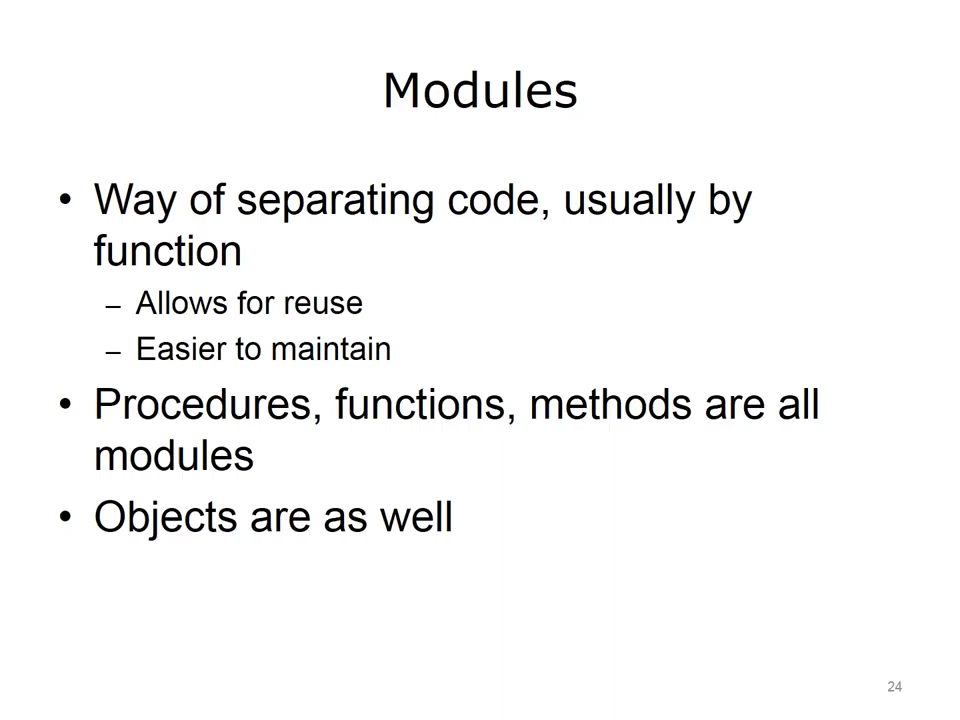 Modules
• Way of separating code, usually by
function
– Allows for reuse
– Easier to maintain
• Procedures, functions, methods are all
modules
• Objects are as well
24